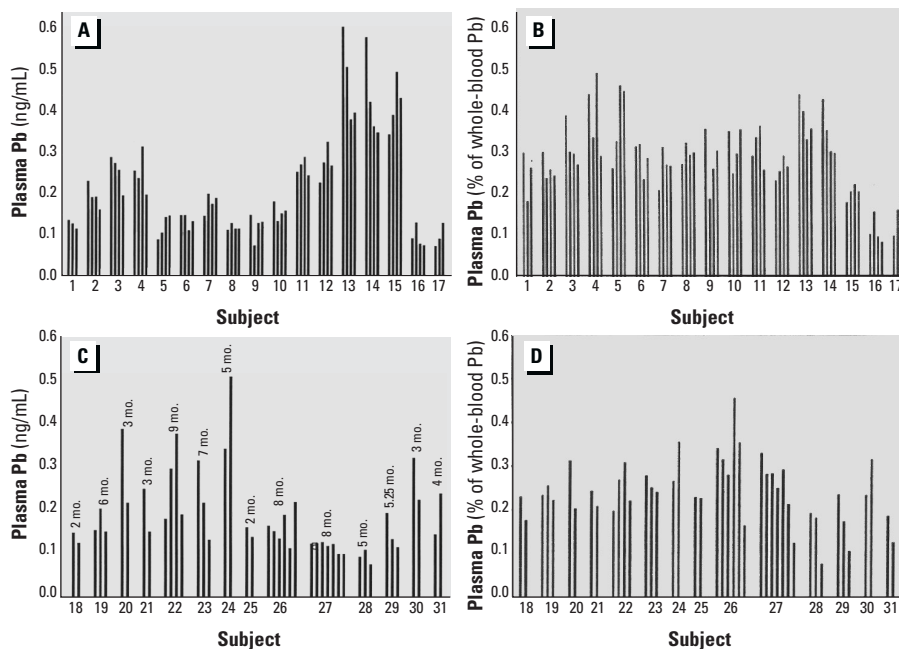 A
Plasma Pb (ng/mL)
0.6
0.5
0.4
0.3
0.2
0.1
0.0
1 2 3 4 5 6 7 8 9 10 11 12 13 14 15 16 17
Subject
B
Plasma Pb (% of whole-blood Pb)
0.6
0.5
0.4
0.3
0.2
0.1
0.0
1 2 3 4 5 6 7 8 9 10 11 12 13 14 15 16 17
Subject
C
Plasma Pb (ng/mL)
0.6
0.5
0.4
0.3
0.2
0.1
0.0
2 mo.
6 mo.
3 mo.
3 mo.
9 mo.
7 mo.
5 mo.
2 mo.
8 mo.
8 mo.
5 mo.
5.25 mo.
3 mo.
4 mo.
18 19 20 21 22 23 24 25 26 27 28 29 30 31
Subject
D
Plasma Pb (% of whole-blood Pb)
0.6
0.5
0.4
0.3
0.2
0.1
0.0
18 19 20 21 22 23 24 25 26 27 28 29 30 31
Subject